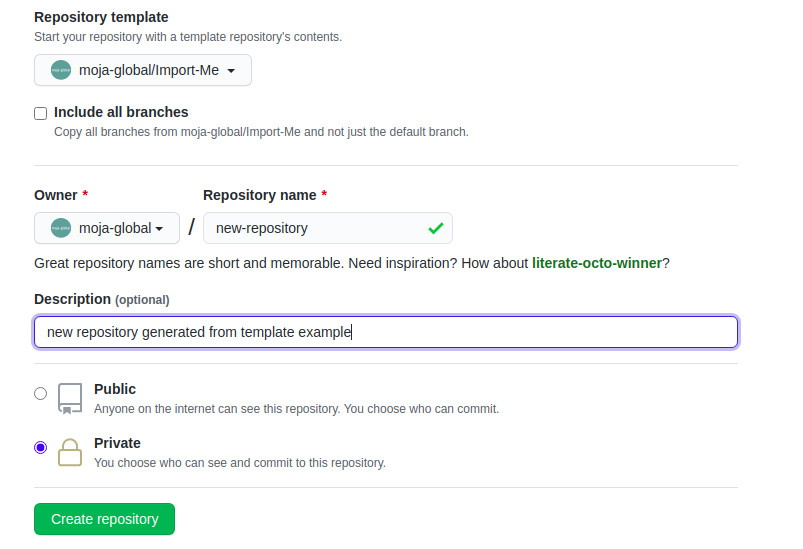 Repository template
Start your repository with a template repository's contents.
moja-global/Import-Me
Include all branches
Copy all branches from moja-global/Import-Me and not just the default branch.
Owner * Repository name *
moja-global / new-repository
Great repository names are short and memorable. Need inspiration? How about literate-octo-winner?
Description (optional)
new repository generated from template example
Public
Anyone on the internet can see this repository. You choose who can commit.
Private
You choose who can see and commit to this repository.
Create repository